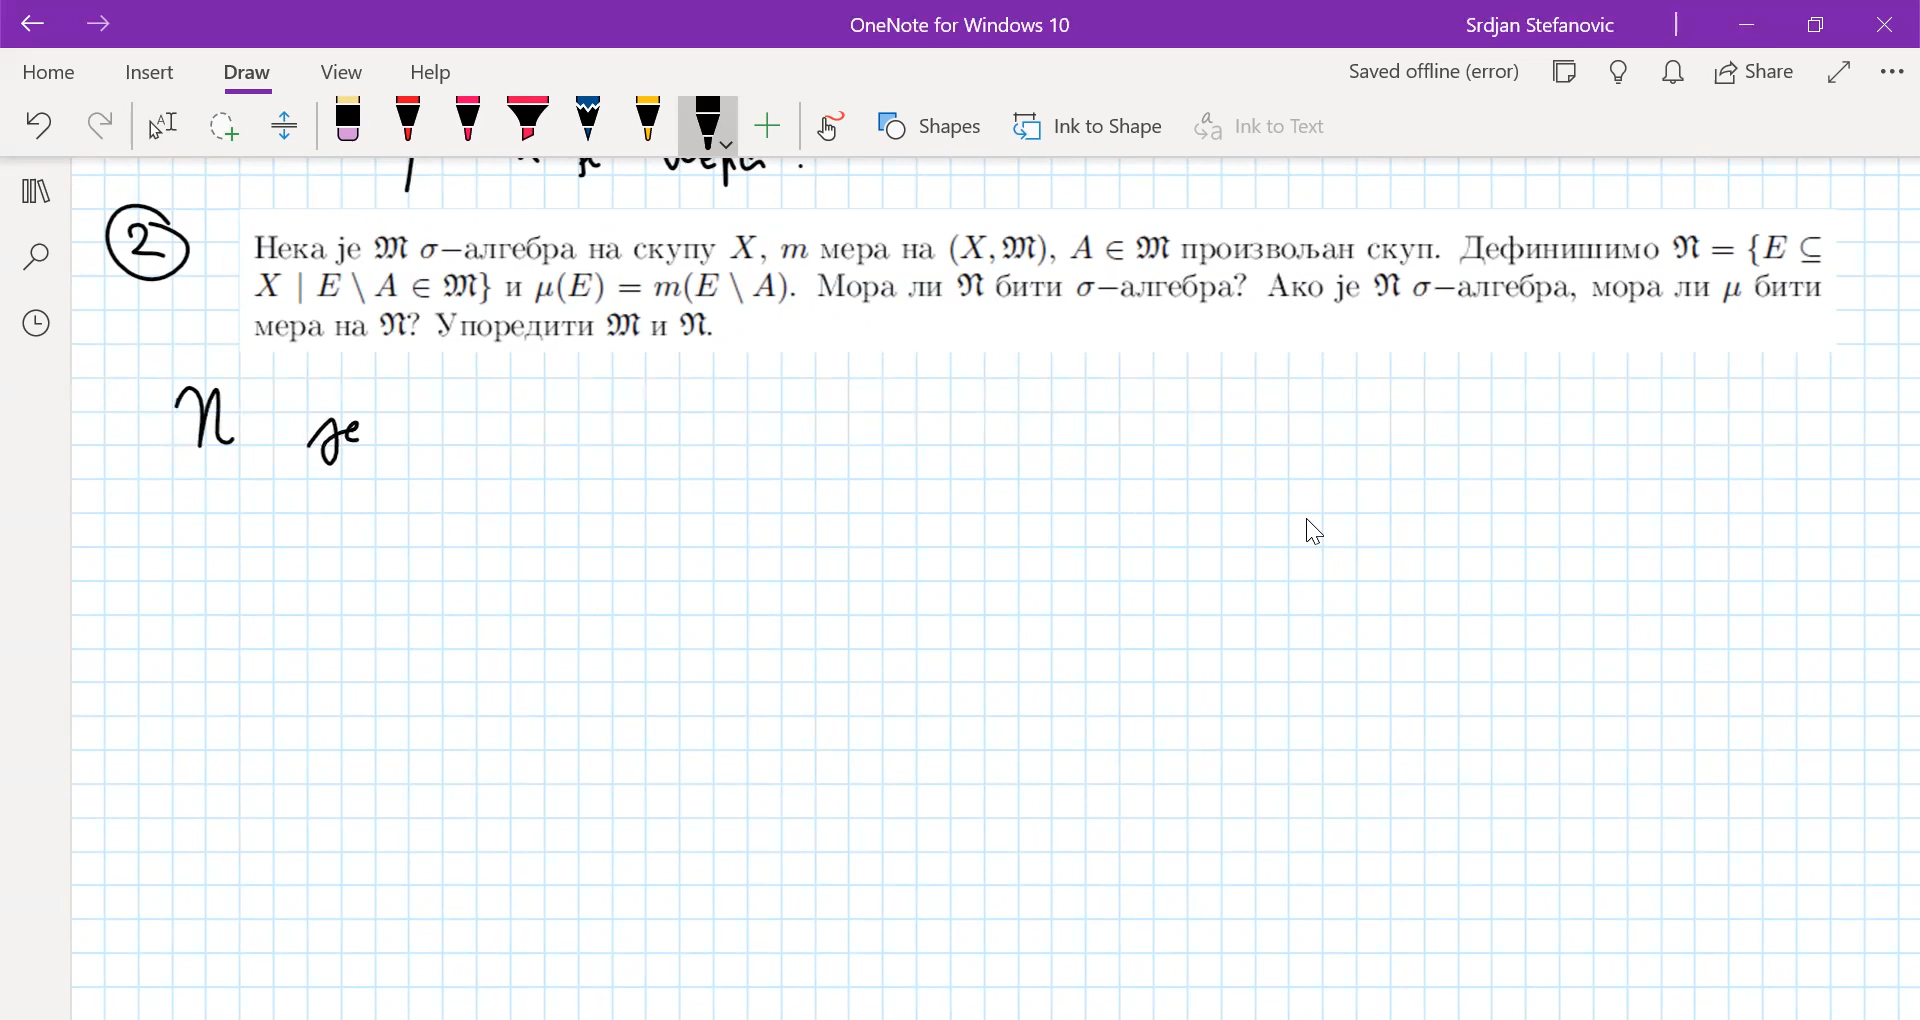 OneNote for Windows 10
Srdjan Stefanovic
Home Insert Draw View Help
Saved offline (error) Share
Shapes Ink to Shape Ink to Text
2
Нека је 𝔐 σ−алгебра на скупу X, m мера на (X, 𝔐), A ∈ 𝔐 произвољан скуп. Дефинишимо 𝔑 = {E ⊆
X | E \ A ∈ 𝔐} и μ(E) = m(E \ A). Мора ли 𝔑 бити σ−алгебра? Ако је 𝔑 σ−алгебра, мора ли μ бити
мера на 𝔑? Упоредити 𝔐 и 𝔑.
𝔑 је